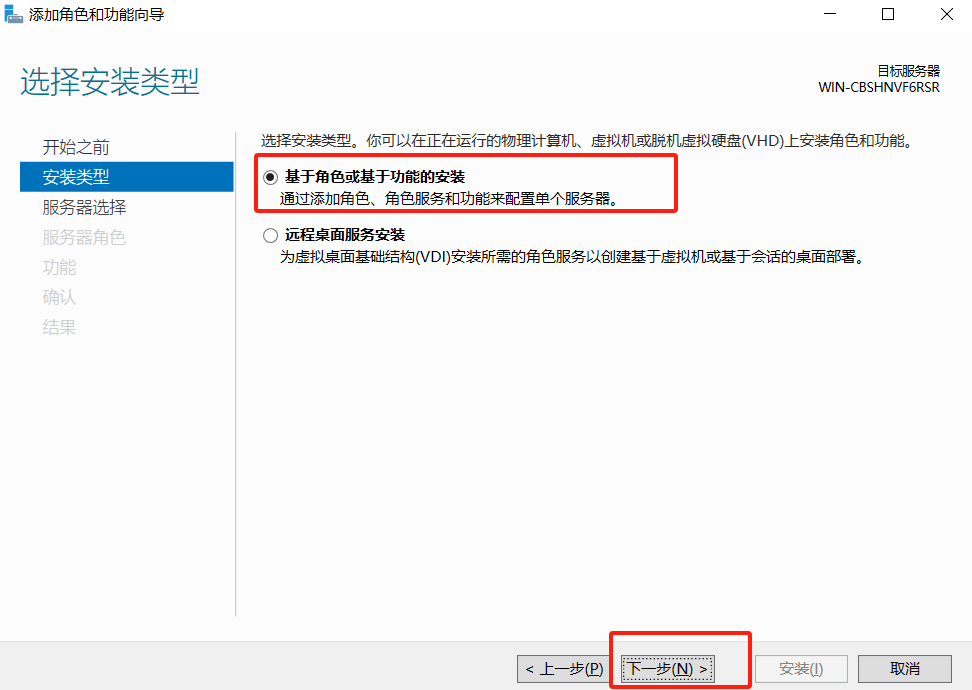 添加角色和功能向导
选择安装类型
目标服务器
WIN-CBSHNVF6RSR
开始之前
安装类型
服务器选择
服务器角色
功能
确认
结果
选择安装类型。你可以在正在运行的物理计算机、虚拟机或脱机虚拟硬盘(VHD)上安装角色和功能。
基于角色或基于功能的安装
通过添加角色、角色服务和功能来配置单个服务器。
远程桌面服务安装
为虚拟桌面基础结构(VDI)安装所需的角色服务以创建基于虚拟机或基于会话的桌面部署。
< 上一步(P)
下一步(N) >
安装(I)
取消